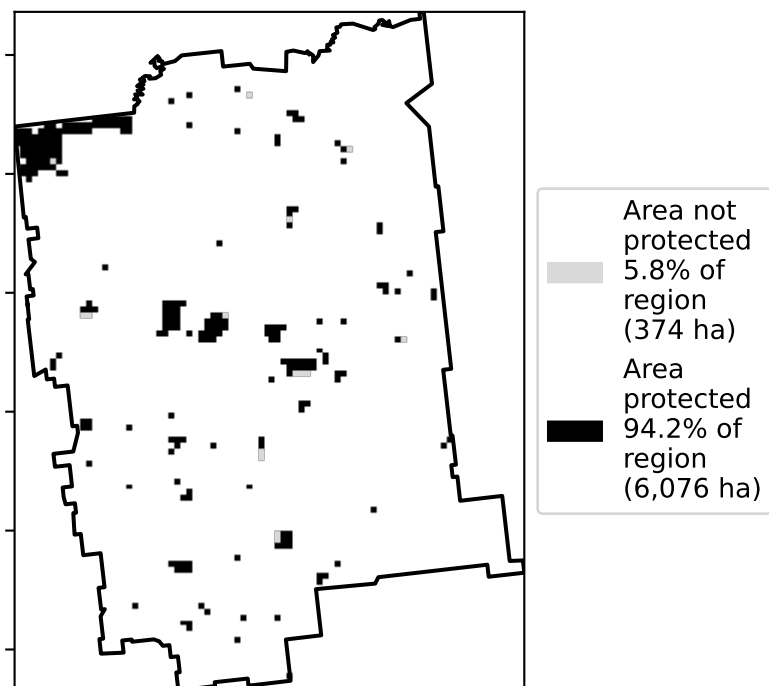 Area not
protected
5.8% of
region
(374 ha)
Area
protected
94.2% of
region
(6,076 ha)